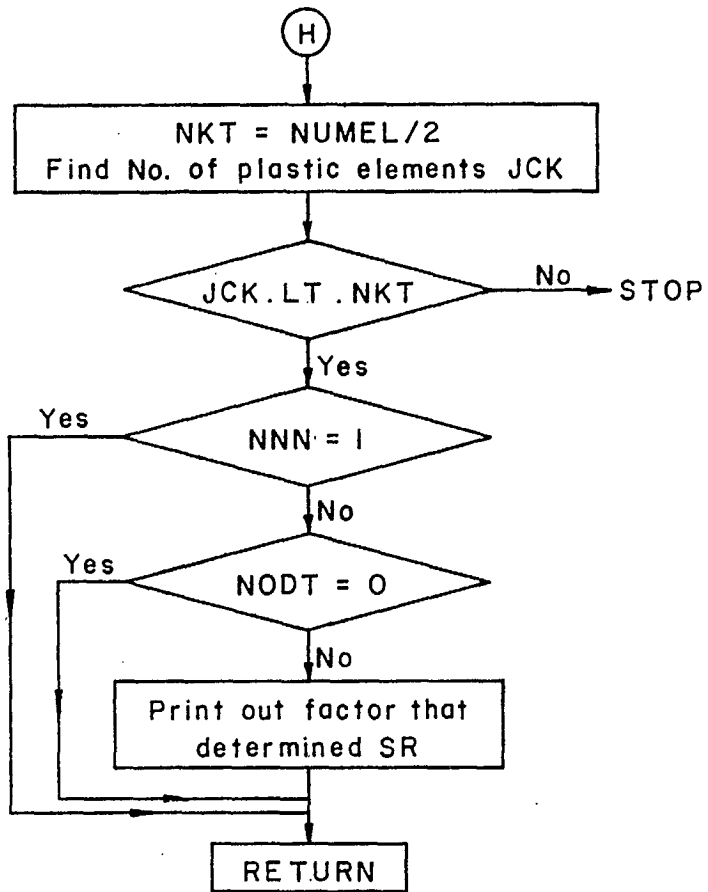 H
NKT = NUMEL/2
Find No. of plastic elements JCK
JCK.LT.NKT
No
STOP
Yes
Yes
NNN = 1
No
Yes
NODT = 0
No
Print out factor that
determined SR
RETURN